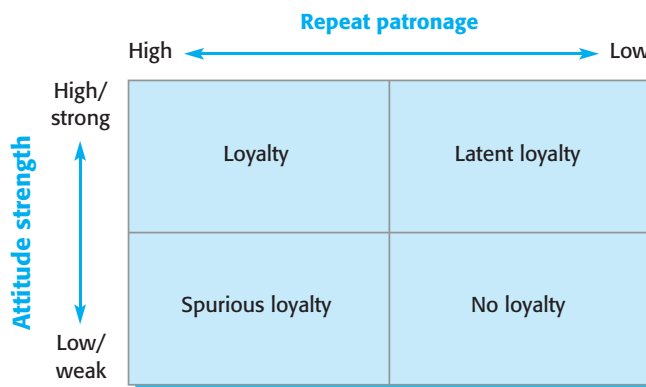 Repeat patronage
High
Low
High/
strong
Attitude strength
Loyalty
Latent loyalty
Spurious loyalty
No loyalty
Low/
weak